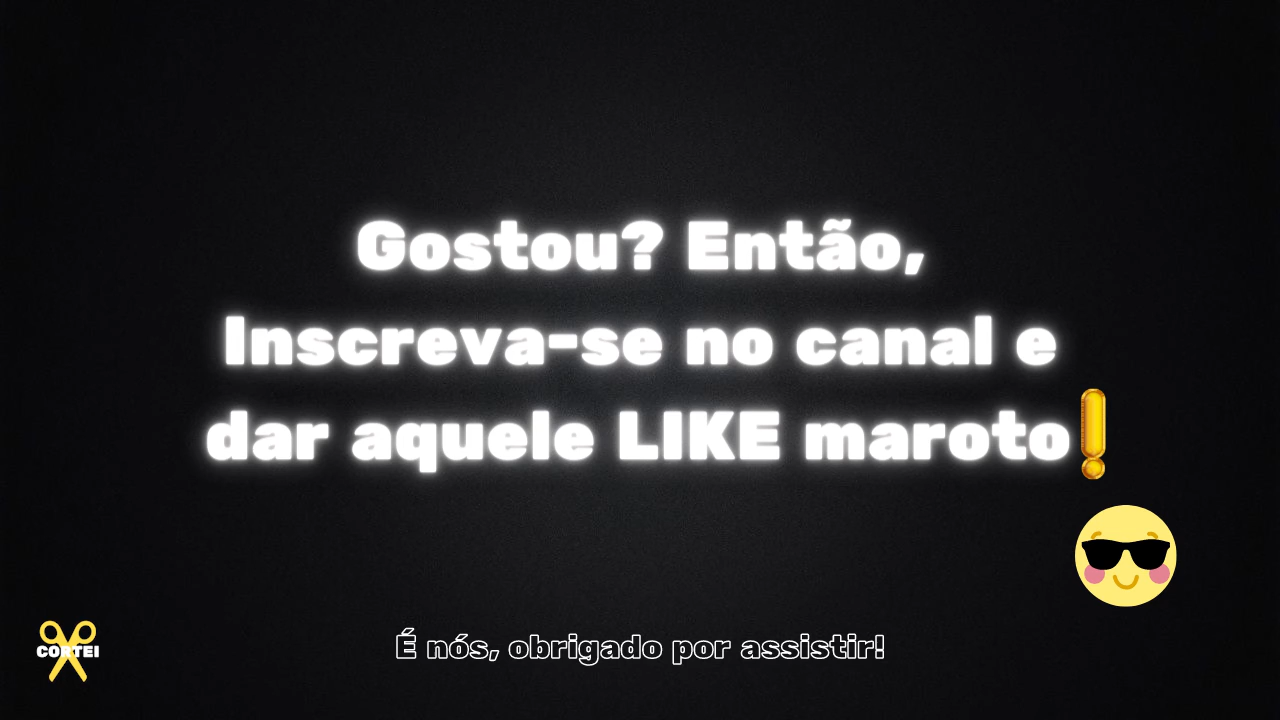 Gostou? Então,
Inscreva-se no canal e
dar aquele LIKE maroto!
É nós, obrigado por assistir!
CORTEI